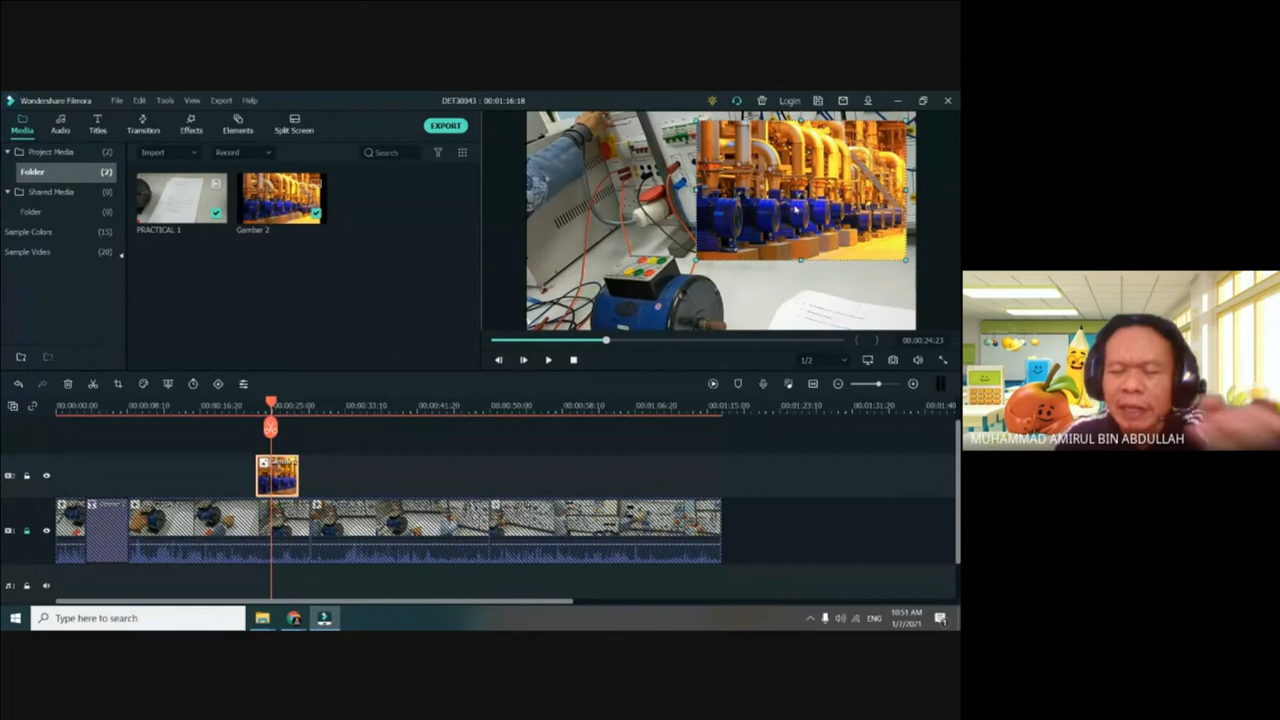 Wondershare Filmora File Edit Tools View Export Help DET30043 : 00:01:16:18 Login
Media Audio Titles Transition Effects Elements Split Screen EXPORT
Project Media (2) Import Record Search
Folder (2)
Shared Media (0)
Folder (0)
Sample Colors (15)
Sample Video (20)
PRACTICAL 1 Gambar 2
1/2 00:00:24:23
00:00:00:00 00:00:08:10 00:00:16:20 00:00:25:00 00:00:33:10 00:00:41:20 00:00:50:00 00:00:58:10 00:01:06:20 00:01:15:00 00:01:23:10 00:01:31:20 00:01:40
MUHAMMAD AMIRUL BIN ABDULLAH
Type here to search ENG 10:51 AM
1/7/2021